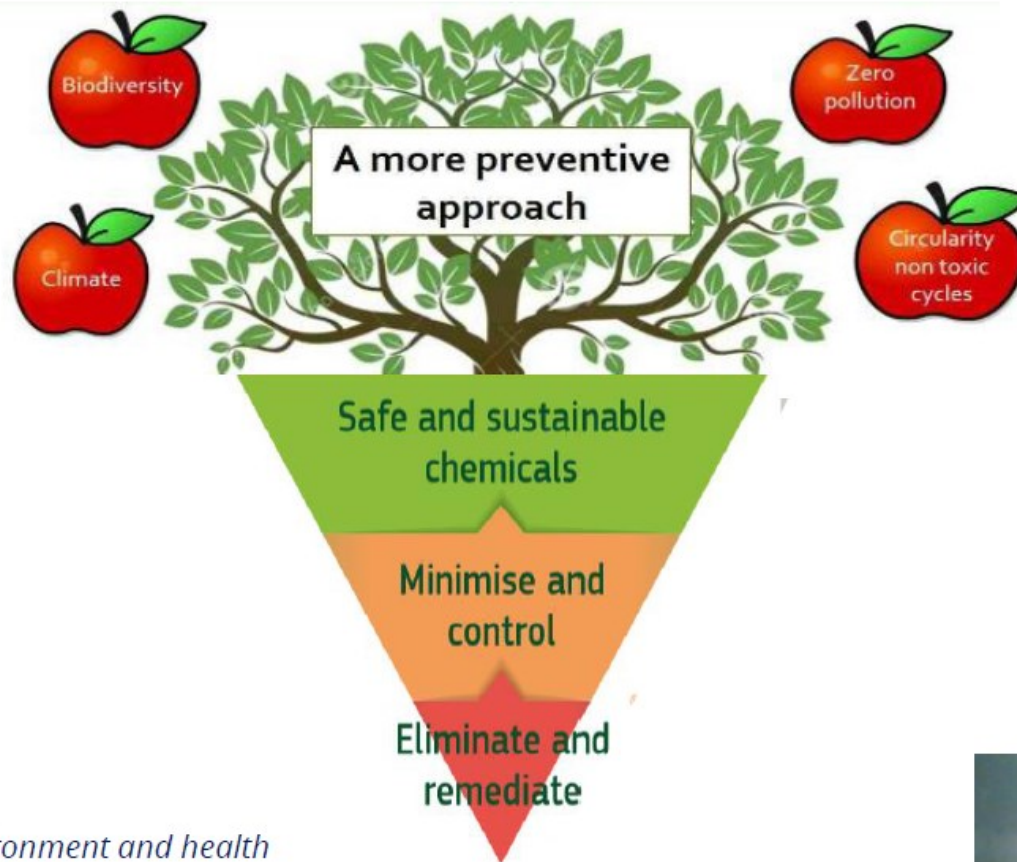 Biodiversity
Zero
pollution
A more preventive
approach
Climate
Circularity
non toxic
cycles
Safe and sustainable
chemicals
Minimise and
control
Eliminate and
remediate
and health